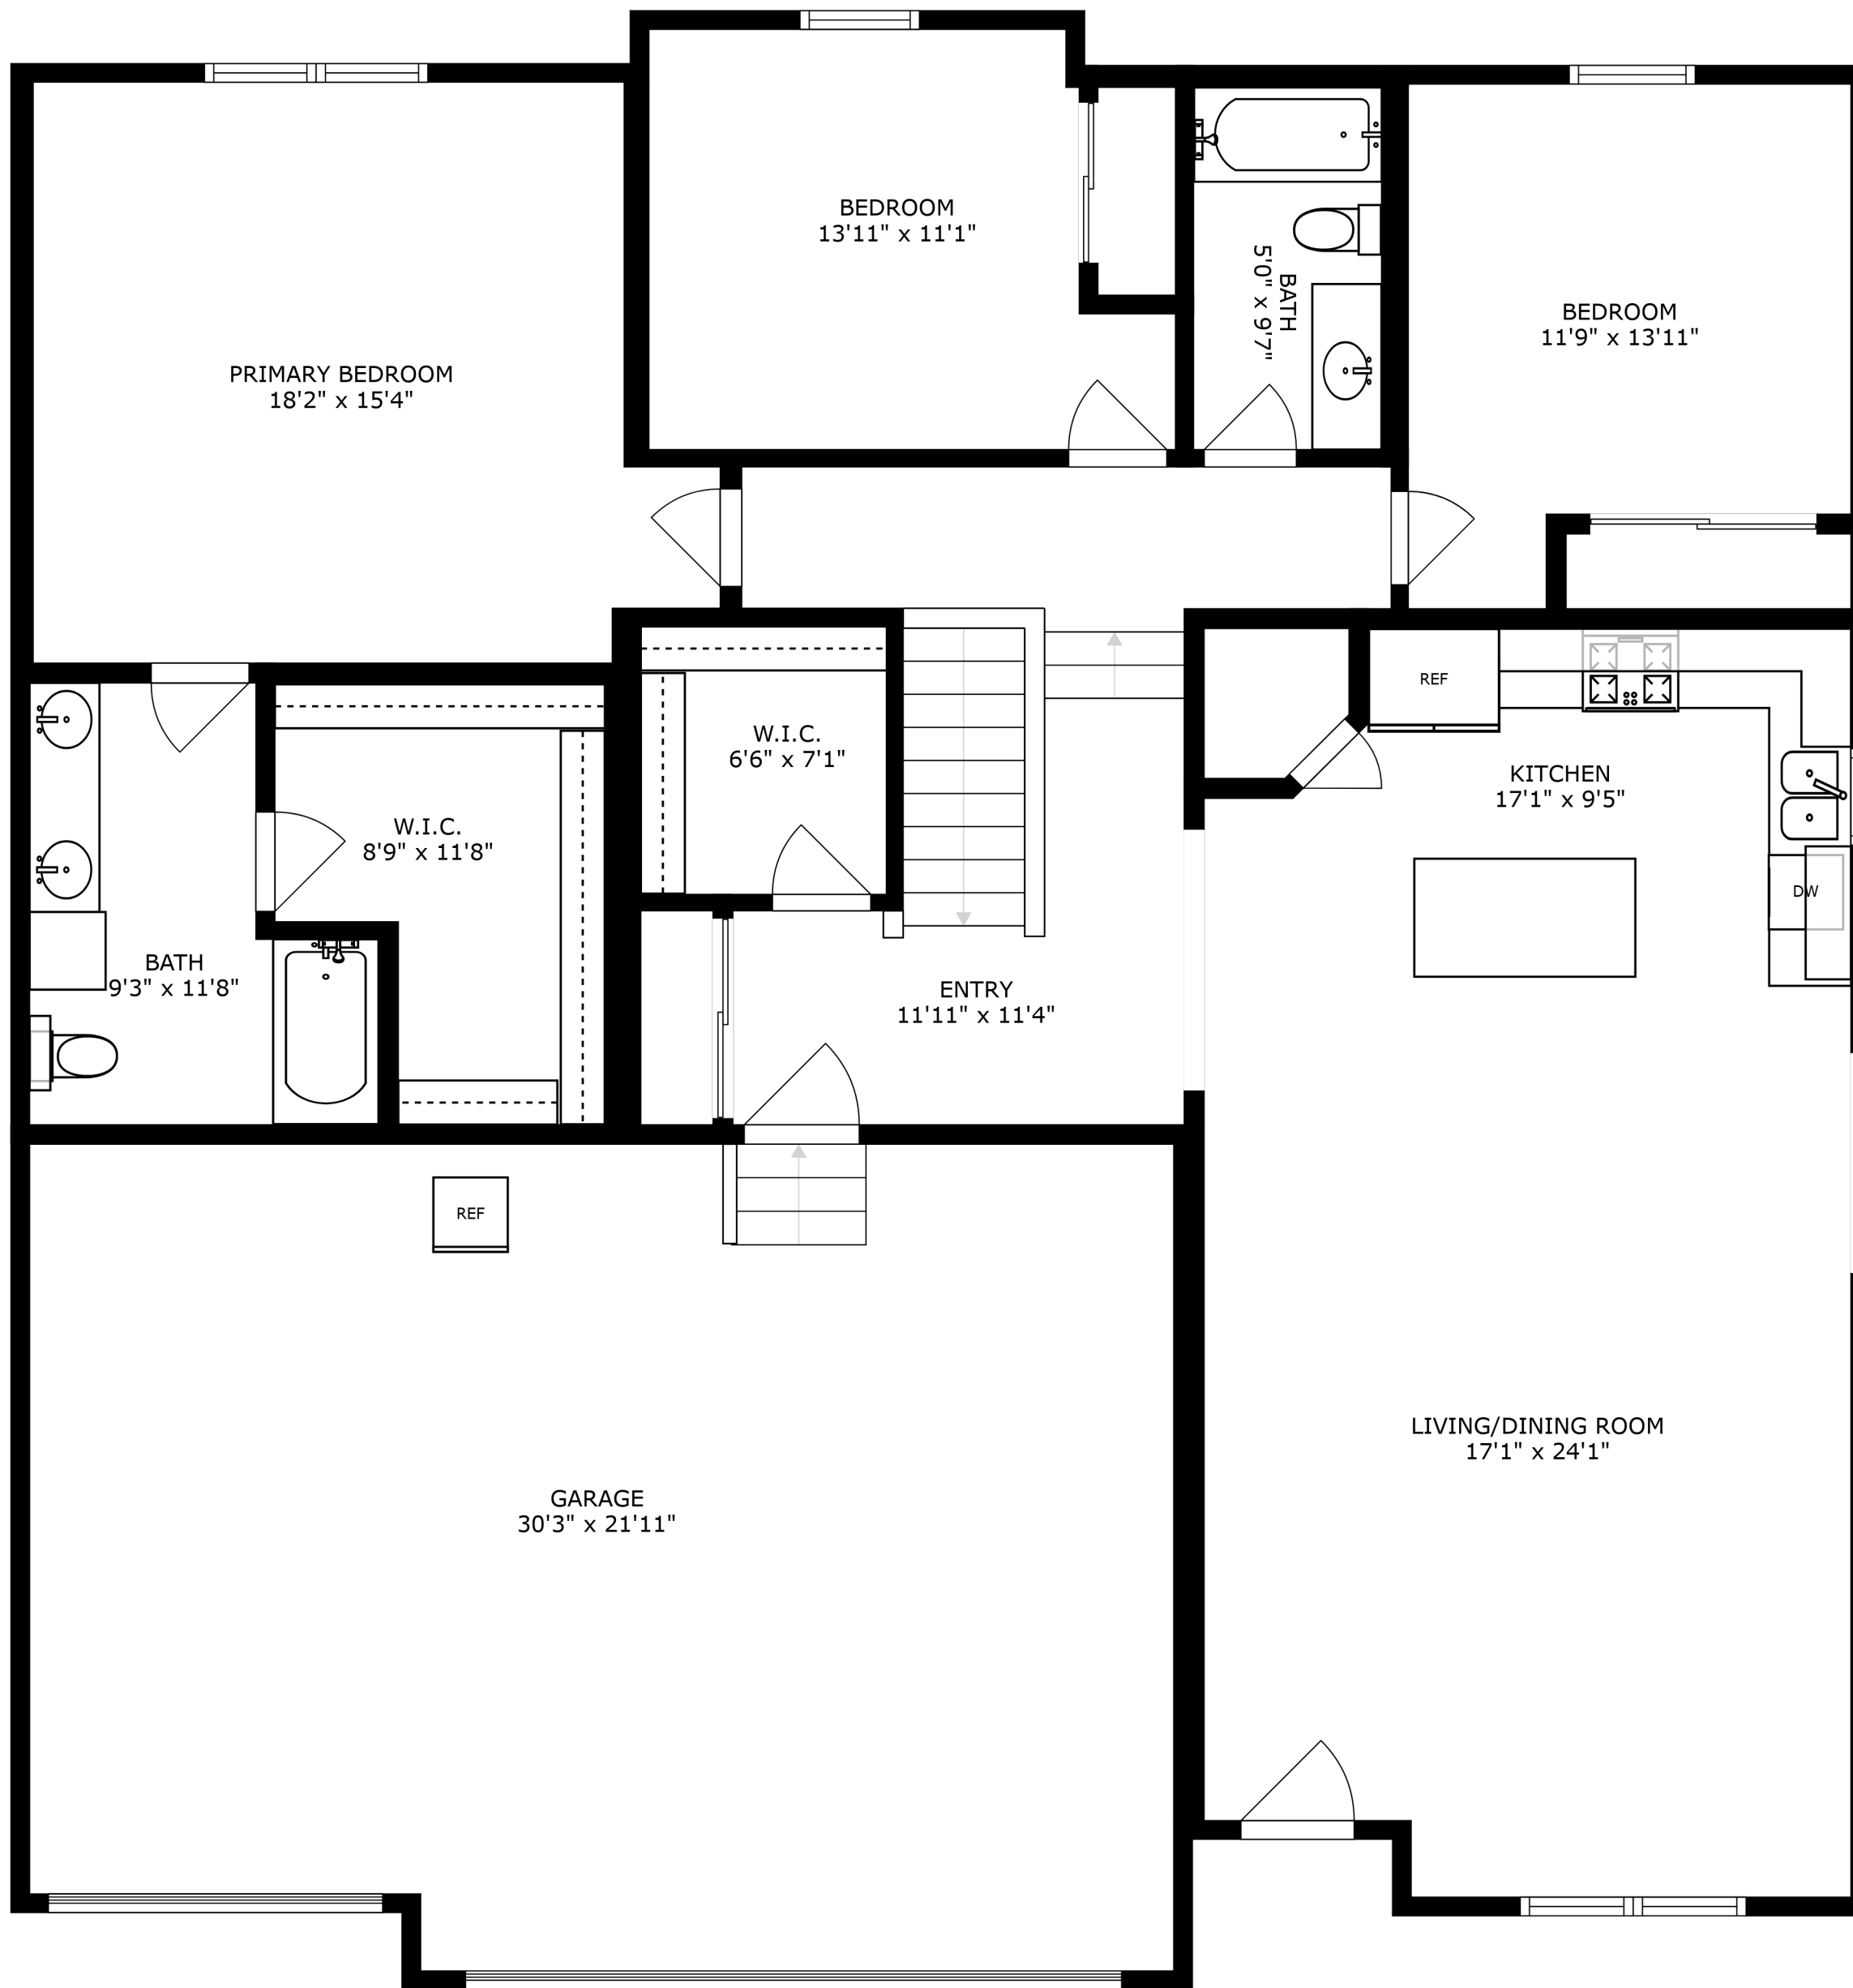 BEDROOM
13'11" x 11'1"
BATH
5'0" x 9'7"
BEDROOM
11'9" x 13'11"
PRIMARY BEDROOM
18'2" x 15'4"
REF
W.I.C.
6'6" x 7'1"
KITCHEN
17'1" x 9'5"
W.I.C.
8'9" x 11'8"
DW
BATH
9'3" x 11'8"
ENTRY
11'11" x 11'4"
REF
LIVING/DINING ROOM
17'1" x 24'1"
GARAGE
30'3" x 21'11"